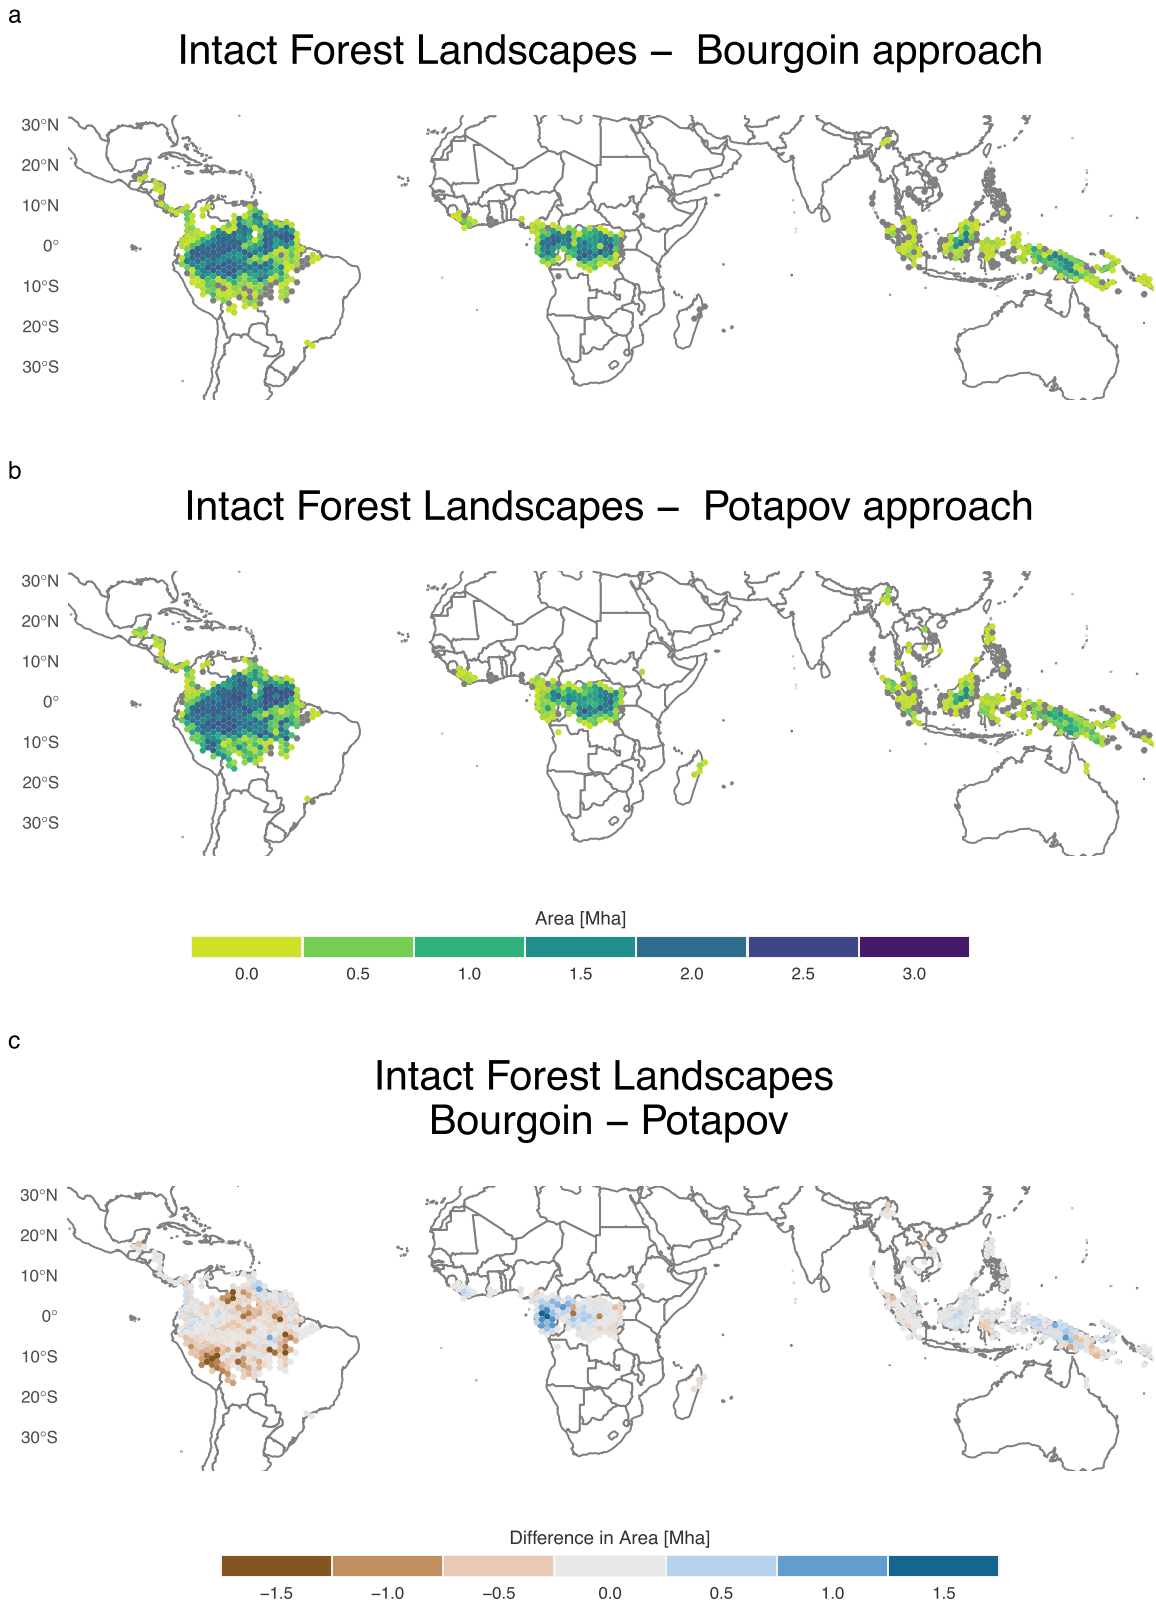 a
Intact Forest Landscapes – Bourgoin approach
30°N
20°N
10°N
0°
10°S
20°S
30°S
b
Intact Forest Landscapes – Potapov approach
30°N
20°N
10°N
0°
10°S
20°S
30°S
Area [Mha]
0.0 0.5 1.0 1.5 2.0 2.5 3.0
c
Intact Forest Landscapes
Bourgoin – Potapov
30°N
20°N
10°N
0°
10°S
20°S
30°S
Difference in Area [Mha]
−1.5 −1.0 −0.5 0.0 0.5 1.0 1.5